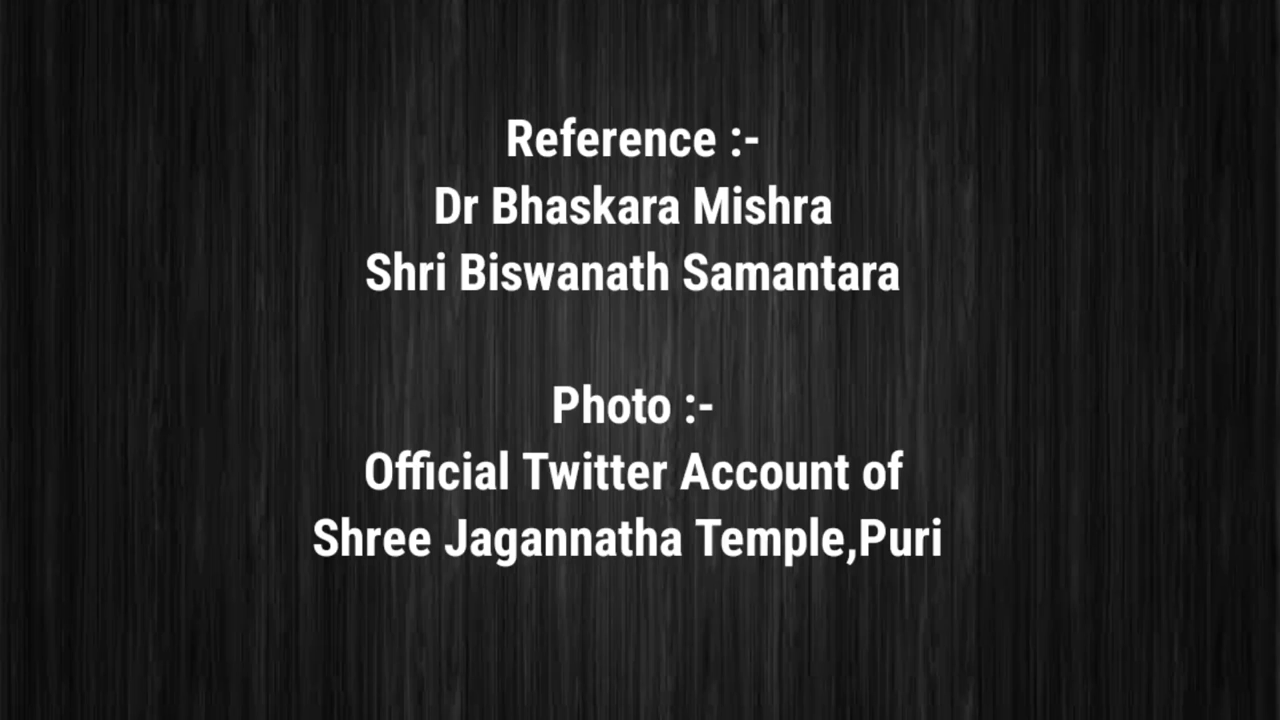 Reference :-
Dr Bhaskara Mishra
Shri Biswanath Samantara
Photo :-
Official Twitter Account of
Shree Jagannatha Temple,Puri